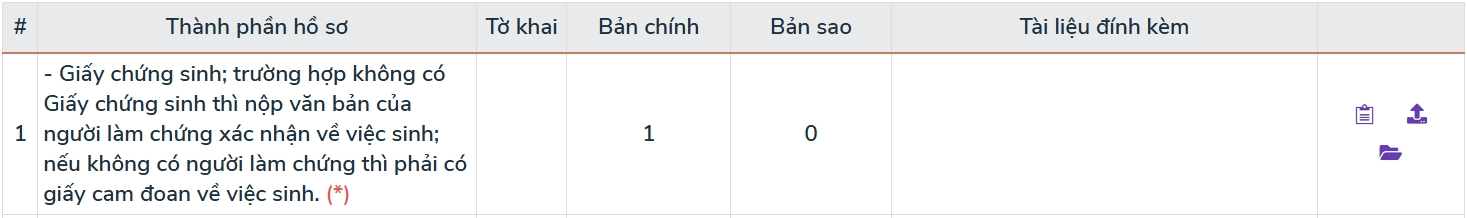 # Thành phần hồ sơ Tờ khai Bản chính Bản sao Tài liệu đính kèm
- Giấy chứng sinh; trường hợp không có
Giấy chứng sinh thì nộp văn bản của
1 người làm chứng xác nhận về việc sinh; 1 0
nếu không có người làm chứng thì phải có
giấy cam đoan về việc sinh. (*)